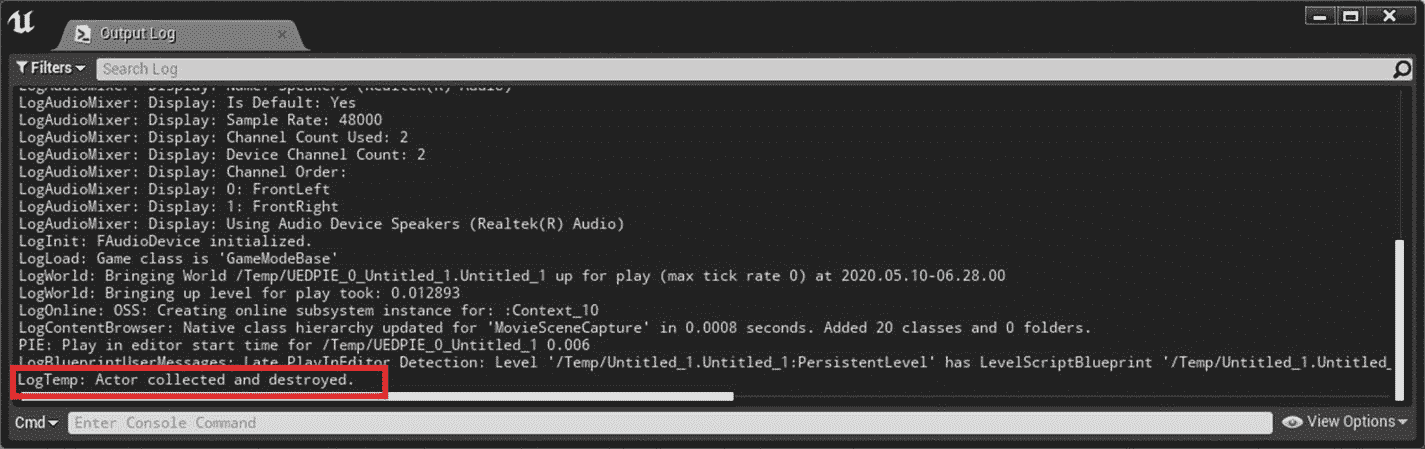 Output Log
Filters
Search Log
LogAudioMixer: Display: Name: Speakers (Realtek(R) Audio)
LogAudioMixer: Display: Is Default: Yes
LogAudioMixer: Display: Sample Rate: 48000
LogAudioMixer: Display: Channel Count Used: 2
LogAudioMixer: Display: Device Channel Count: 2
LogAudioMixer: Display: Channel Order:
LogAudioMixer: Display: 0: FrontLeft
LogAudioMixer: Display: 1: FrontRight
LogAudioMixer: Display: Using Audio Device Speakers (Realtek(R) Audio)
LogInit: FAudioDevice initialized.
LogLoad: Game class is 'GameModeBase'
LogWorld: Bringing World /Temp/UEDPIE_0_Untitled_1.Untitled_1 up for play (max tick rate 0) at 2020.05.10-06.28.00
LogWorld: Bringing up level for play took: 0.012893
LogOnline: OSS: Creating online subsystem instance for: :Context_10
LogContentBrowser: Native class hierarchy updated for 'MovieSceneCapture' in 0.0008 seconds. Added 20 classes and 0 folders.
PIE: Play in editor start time for /Temp/UEDPIE_0_Untitled_1 0.006
LogBlueprintUserMessages: Late PlayInEditor Detection: Level '/Temp/Untitled_1.Untitled_1:PersistentLevel' has LevelScriptBlueprint '/Temp/Untitled_1.Untitled_
LogTemp: Actor collected and destroyed.
Cmd
Enter Console Command
View Options